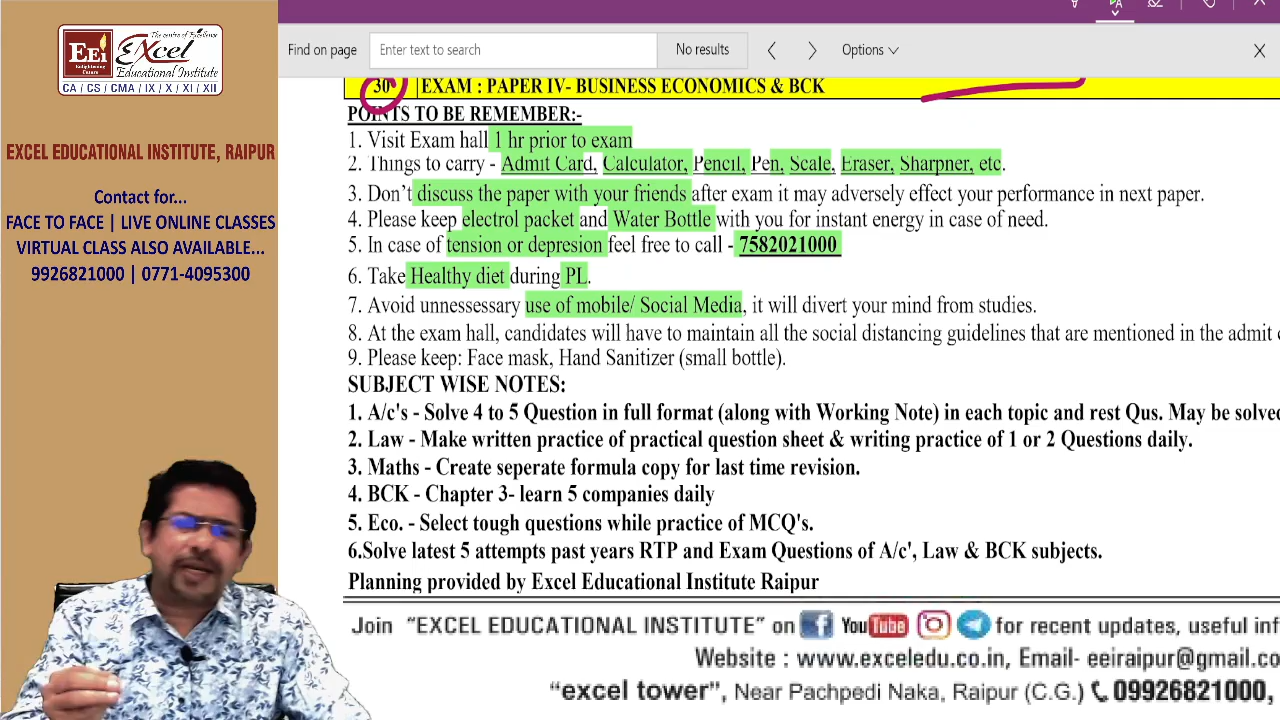 The centre of Excellence
EEi
Enlightening Careers
EXcel
Educational Institute
CA / CS / CMA / IX / X / XI / XII
EXCEL EDUCATIONAL INSTITUTE, RAIPUR
Contact for...
FACE TO FACE | LIVE ONLINE CLASSES
VIRTUAL CLASS ALSO AVAILABLE...
9926821000 | 0771-4095300
Find on page
Enter text to search
No results
Options
30 EXAM : PAPER IV- BUSINESS ECONOMICS & BCK
POINTS TO BE REMEMBER:-
1. Visit Exam hall 1 hr prior to exam
2. Things to carry - Admit Card, Calculator, Pencil, Pen, Scale, Eraser, Sharpner, etc.
3. Don't discuss the paper with your friends after exam it may adversely effect your performance in next paper.
4. Please keep electrol packet and Water Bottle with you for instant energy in case of need.
5. In case of tension or depresion feel free to call - 7582021000
6. Take Healthy diet during PL.
7. Avoid unnessessary use of mobile/ Social Media, it will divert your mind from studies.
8. At the exam hall, candidates will have to maintain all the social distancing guidelines that are mentioned in the admit
9. Please keep: Face mask, Hand Sanitizer (small bottle).
SUBJECT WISE NOTES:
1. A/c's - Solve 4 to 5 Question in full format (along with Working Note) in each topic and rest Qus. May be solved
2. Law - Make written practice of practical question sheet & writing practice of 1 or 2 Questions daily.
3. Maths - Create seperate formula copy for last time revision.
4. BCK - Chapter 3- learn 5 companies daily
5. Eco. - Select tough questions while practice of MCQ's.
6.Solve latest 5 attempts past years RTP and Exam Questions of A/c', Law & BCK subjects.
Planning provided by Excel Educational Institute Raipur
Join "EXCEL EDUCATIONAL INSTITUTE" on f YouTube for recent updates, useful inf
Website : www.exceledu.co.in, Email- eeiraipur@gmail.co
"excel tower", Near Pachpedi Naka, Raipur (C.G.) 09926821000,